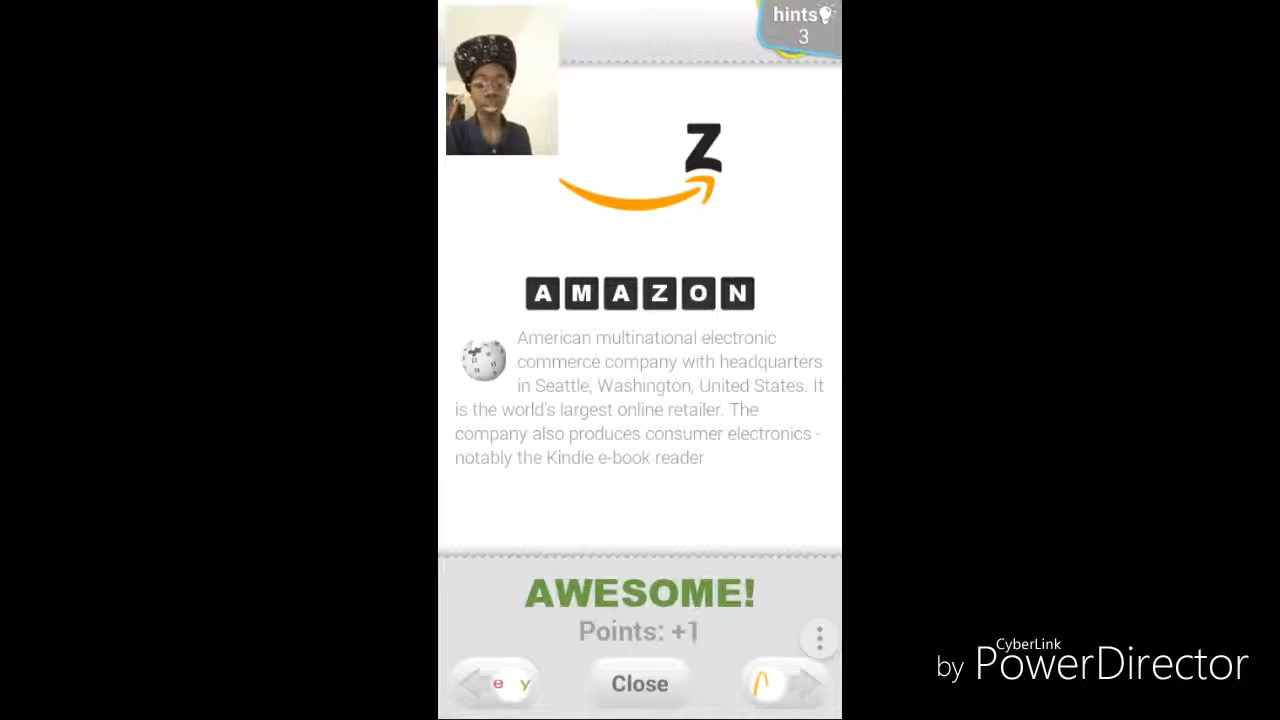 hints
3
Z
AMAZON
American multinational electronic
commerce company with headquarters
in Seattle, Washington, United States. It
is the world's largest online retailer. The
company also produces consumer electronics -
notably the Kindle e-book reader
AWESOME!
Points: +1
e y
Close
CyberLink
by PowerDirector